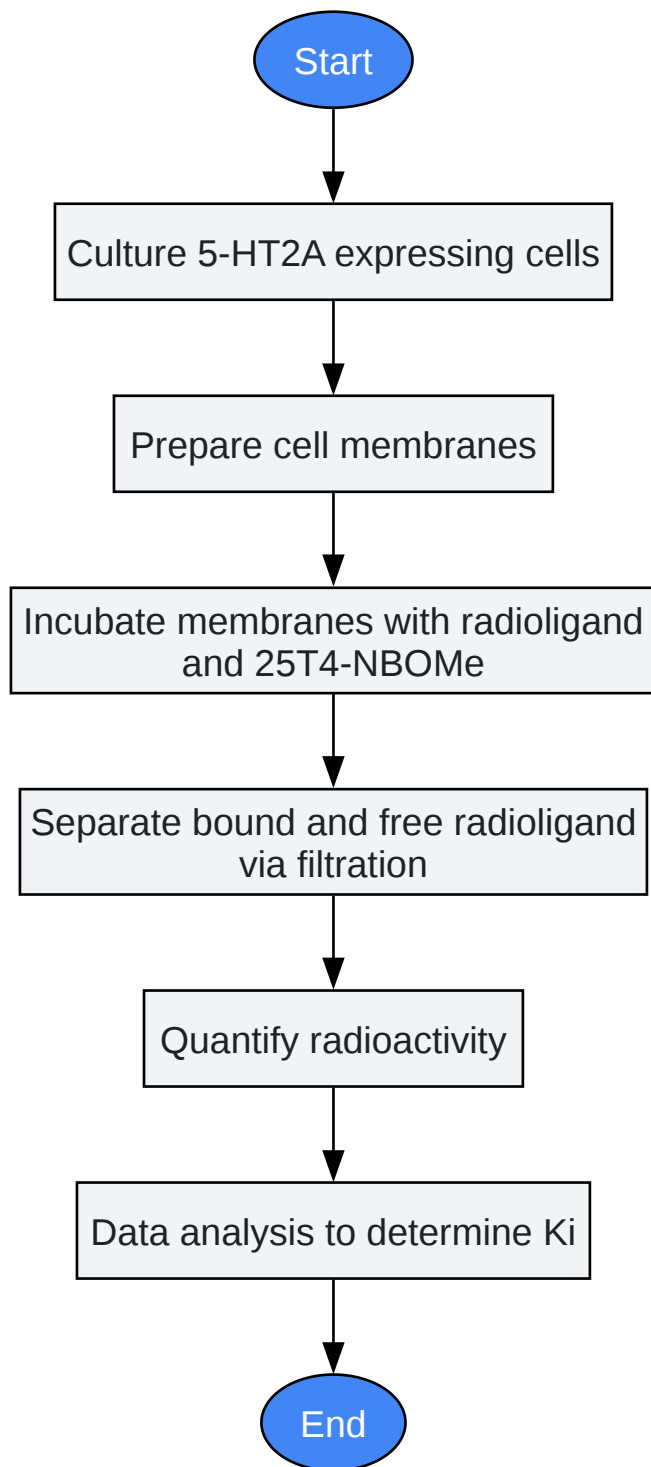 Start
Culture 5-HT2A expressing cells
Prepare cell membranes
Incubate membranes with radioligand
and 25T4-NBOMe
Separate bound and free radioligand
via filtration
Quantify radioactivity
Data analysis to determine Ki
End